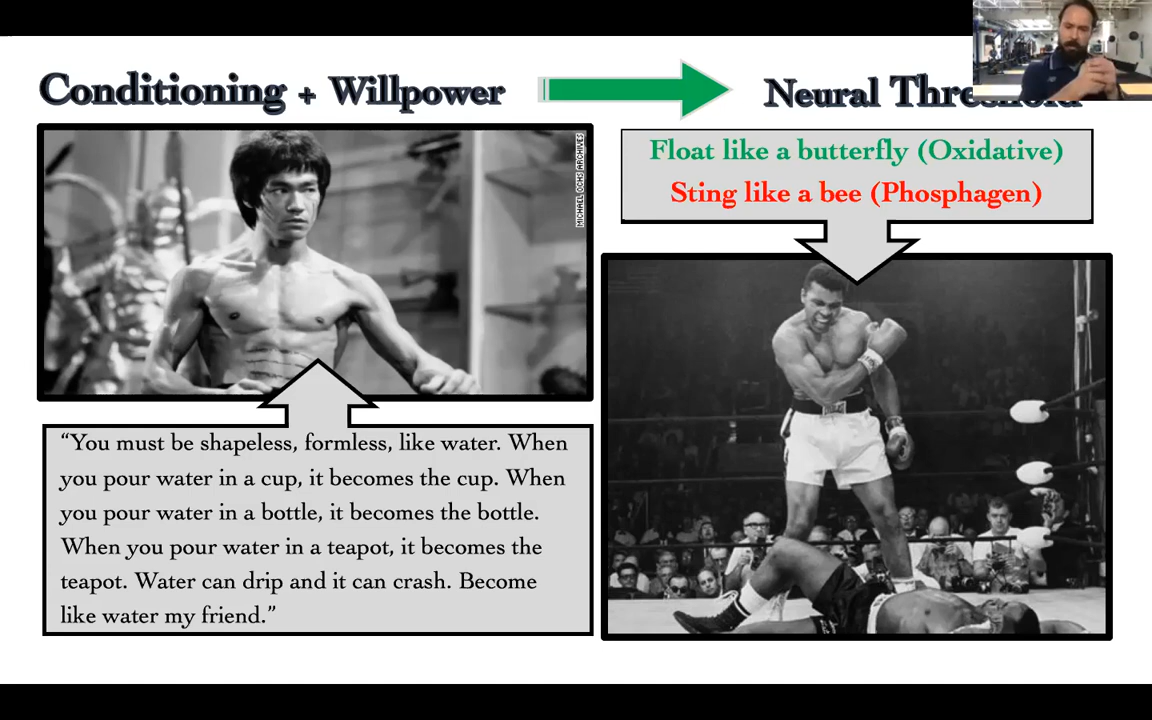 Conditioning + Willpower
Neural Threshold
MICHAEL OCHS ARCHIVES
Float like a butterfly (Oxidative)
Sting like a bee (Phosphagen)
“You must be shapeless, formless, like water. When
you pour water in a cup, it becomes the cup. When
you pour water in a bottle, it becomes the bottle.
When you pour water in a teapot, it becomes the
teapot. Water can drip and it can crash. Become
like water my friend.”